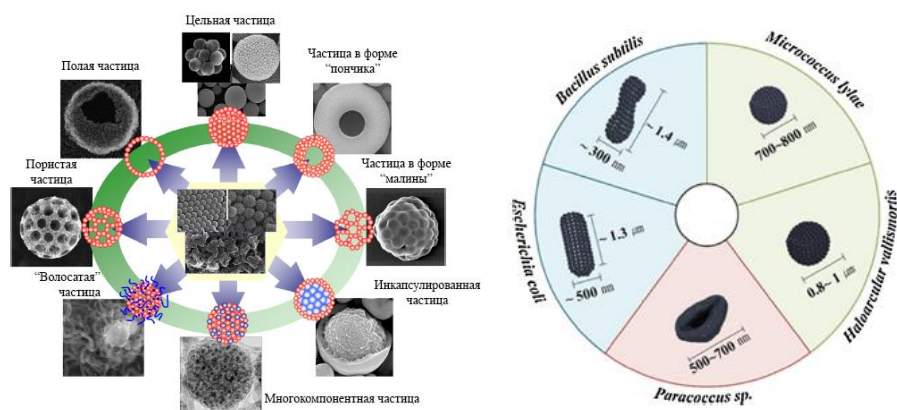 Цельная частица
Частица в форме
“пончика”
Полая частица
Пористая
частица
Частица в форме
“малины”
“Волосатая”
частица
Инкапсулированная
частица
Многокомпонентная частица
Bacillus subtilis
~ 300 nm
~ 1.4 μm
Micrococcus lylae
700~800 nm
Escherichia coli
~ 1.3 μm
~ 500 nm
Haloarcular vallismortis
0.8~1 μm
500~700 nm
Paracoccus sp.